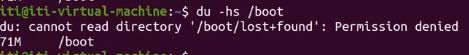 iti@iti-virtual-machine:~$ du -hs /boot
du: cannot read directory '/boot/lost+found': Permission denied
71M /boot